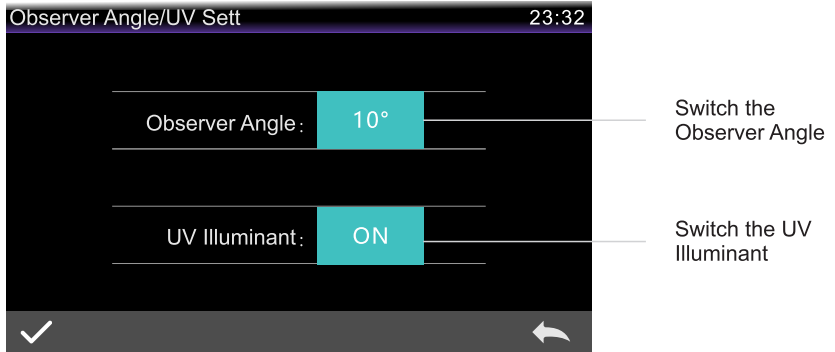 Observer Angle/UV Sett 23:32
Observer Angle: 10°
Switch the
Observer Angle
UV Illuminant: ON
Switch the UV
Illuminant